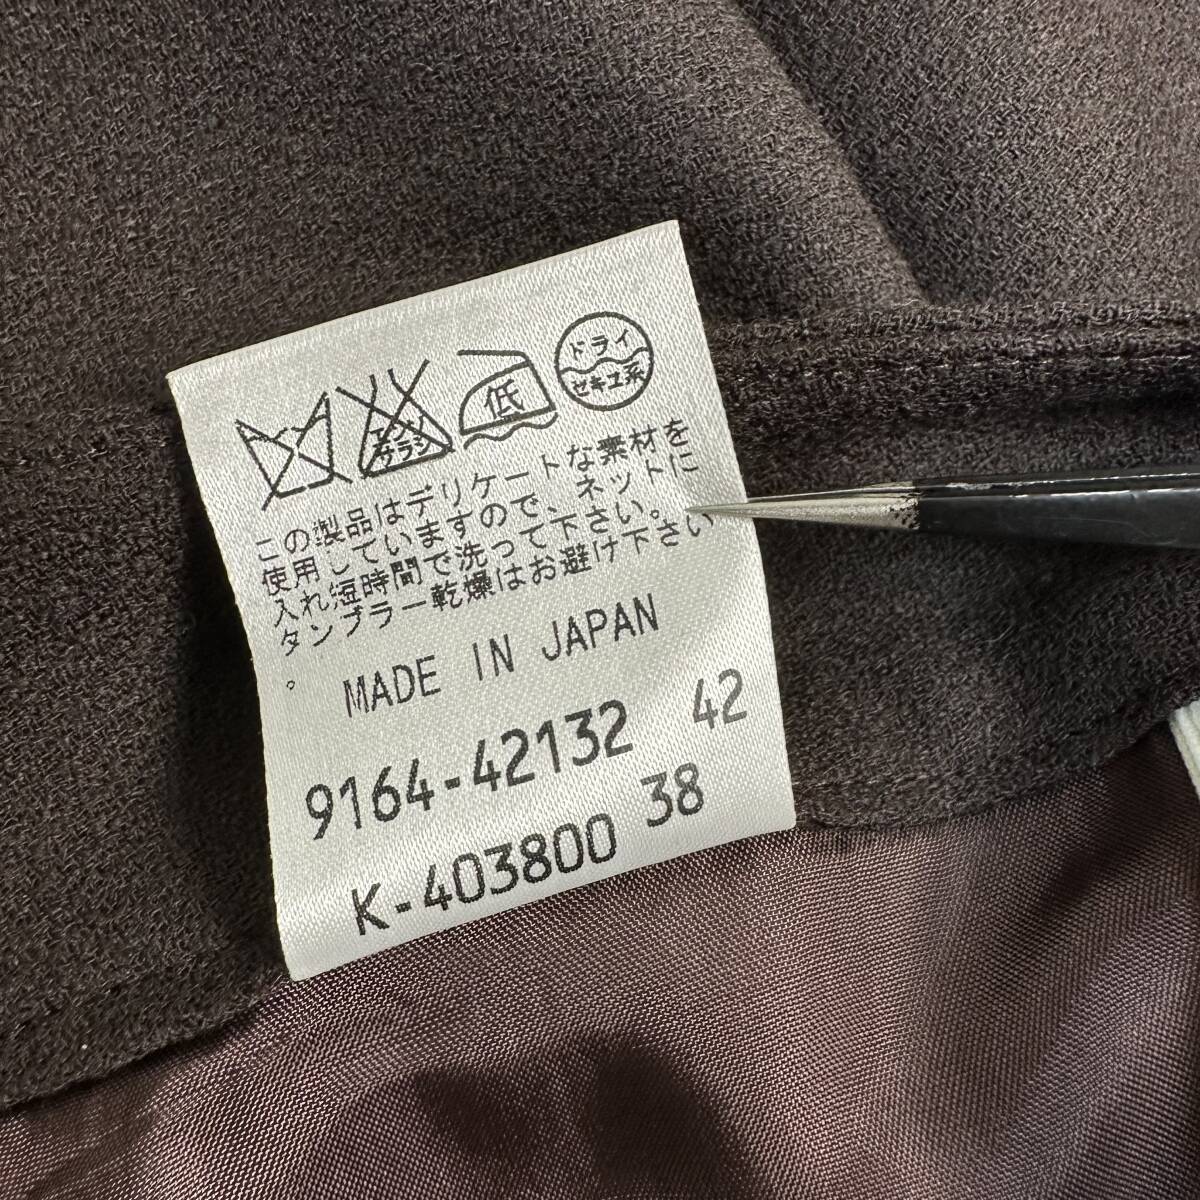 エンソ
サラシ
低
ドライ
セキユ系
この製品はデリケートな素材を
使用していますので、ネットに
入れ短時間で洗って下さい。
タンブラー乾燥はお避け下さい
。
MADE IN JAPAN
9164-42132 42
K-403800 38